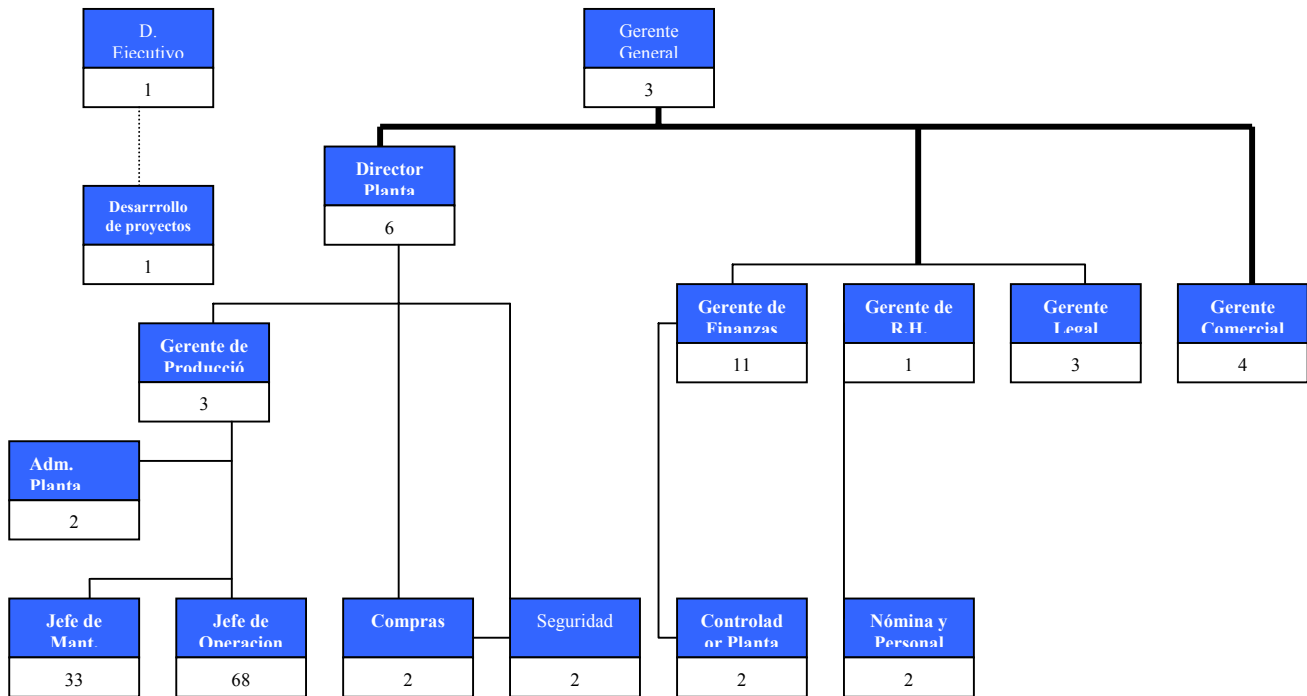 D.
Ejecutivo
1
Gerente
General
3
Director
Planta
6
Desarrrollo
de proyectos
1
Gerente de
Finanzas
11
Gerente de
R.H.
1
Gerente
Legal
3
Gerente
Comercial
4
Gerente de
Producció
3
Adm.
Planta
2
Jefe de
Mant.
33
Jefe de
Operacion
68
Compras
2
Seguridad
2
Controlad
or Planta
2
Nómina y
Personal
2